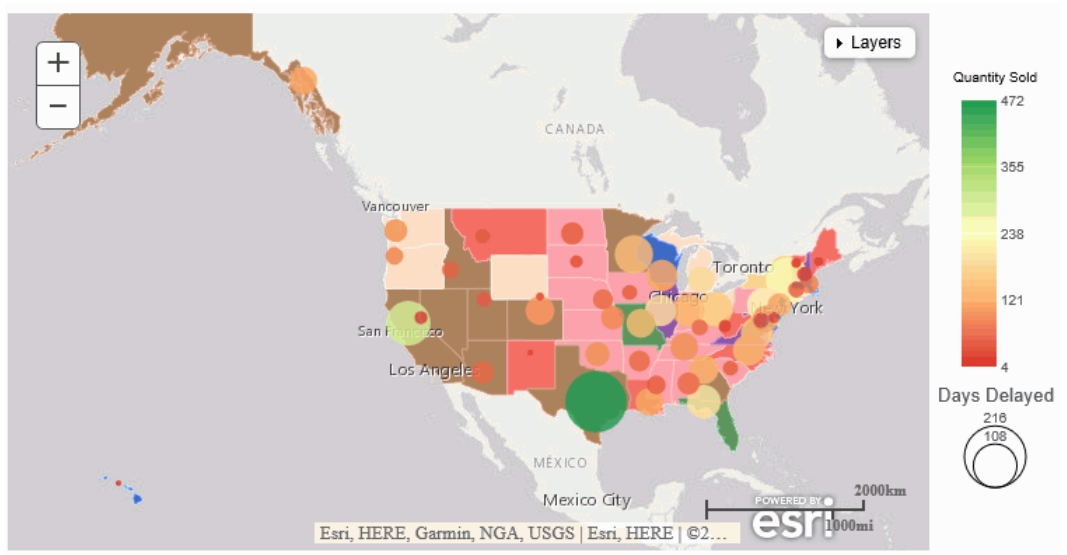 +
Layers
−
Quantity Sold
472
355
238
121
4
CANADA
Vancouver
Toronto
Chicago
New York
San Francisco
Los Angeles
MÉXICO
Mexico City
Days Delayed
216
108
2000km
1000mi
POWERED BY
esri
Esri, HERE, Garmin, NGA, USGS | Esri, HERE | ©2...